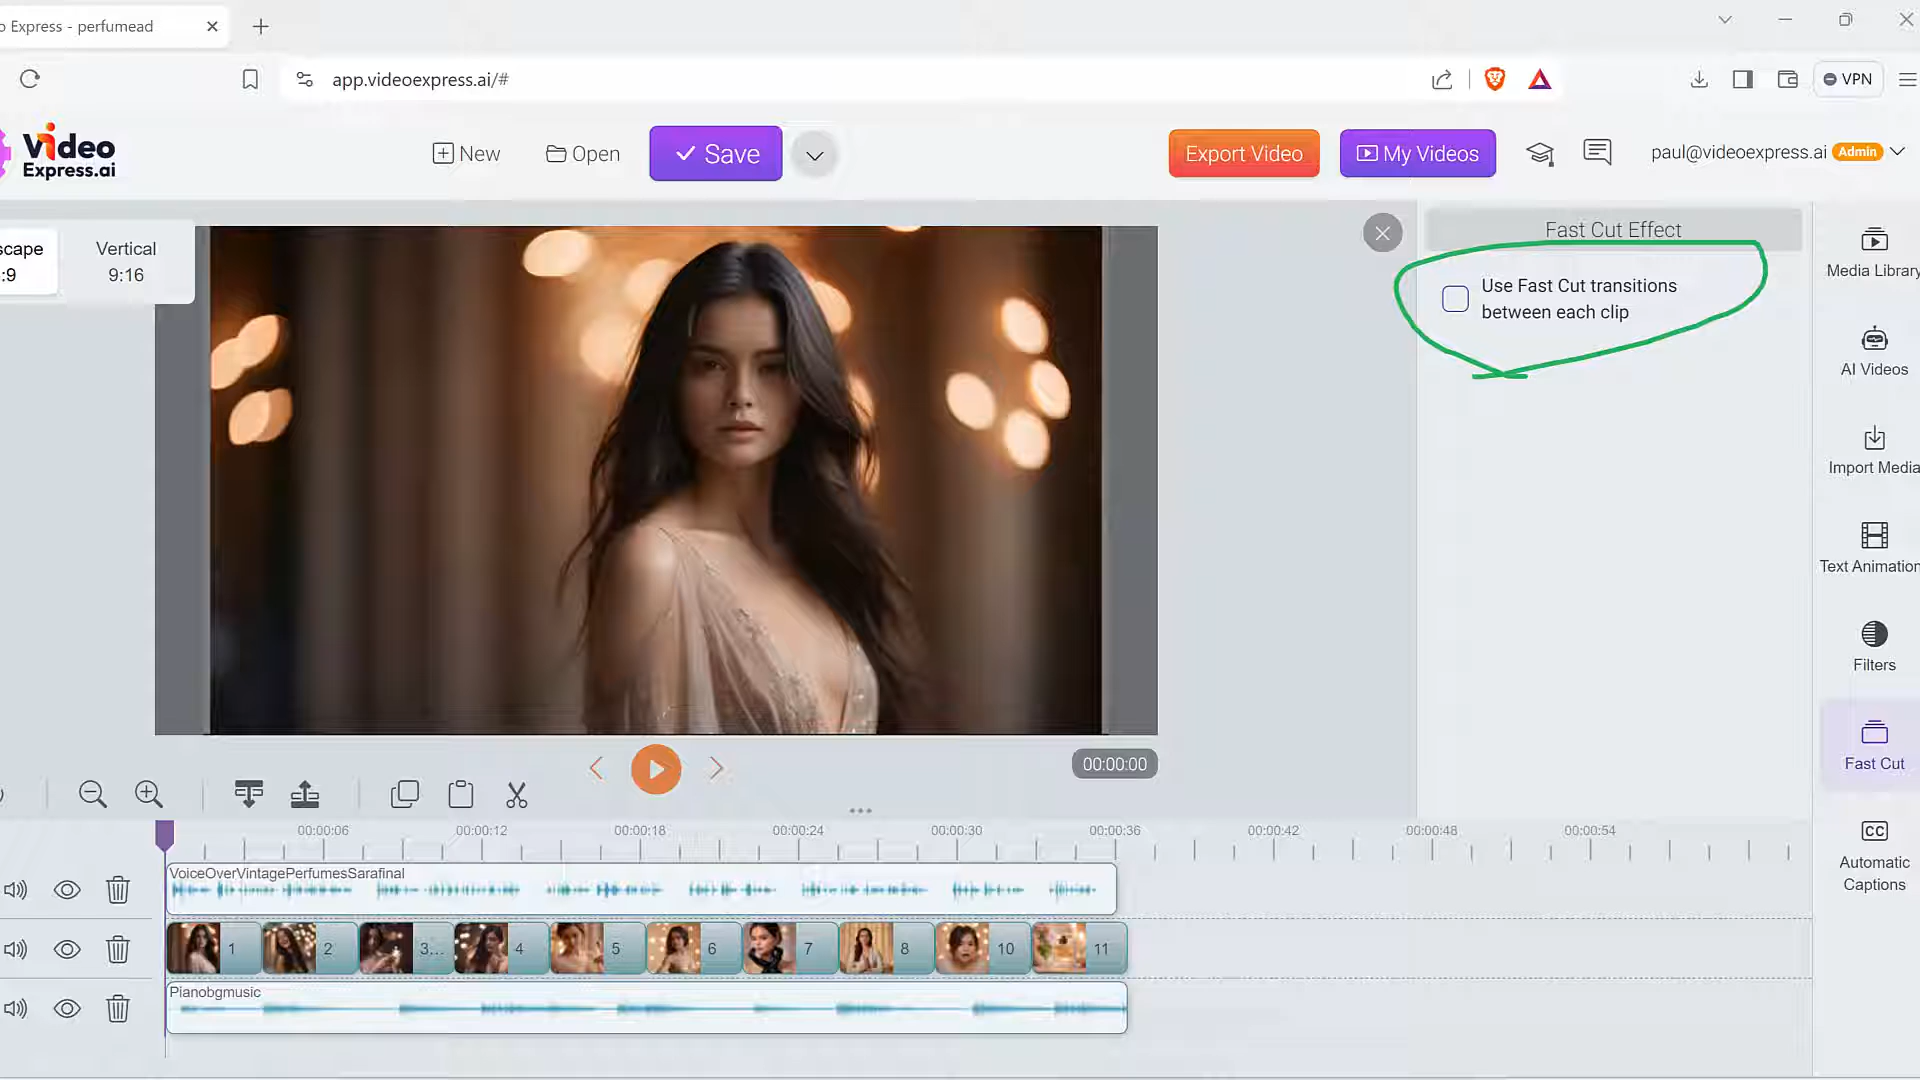 o Express - perfumead
app.videoexpress.ai/#
VPN
Video
Express.ai
New
Open
Save
Export Video
My Videos
paul@videoexpress.ai
Admin
scape
:9
Vertical
9:16
Fast Cut Effect
Use Fast Cut transitions
between each clip
Media Library
AI Videos
Import Media
Text Animation
Filters
Fast Cut
CC
Automatic
Captions
00:00:00
00:00:06
00:00:12
00:00:18
00:00:24
00:00:30
00:00:36
00:00:42
00:00:48
00:00:54
VoiceOverVintagePerfumesSarafinal
1
2
3...
4
5
6
7
8
10
11
Pianobgmusic